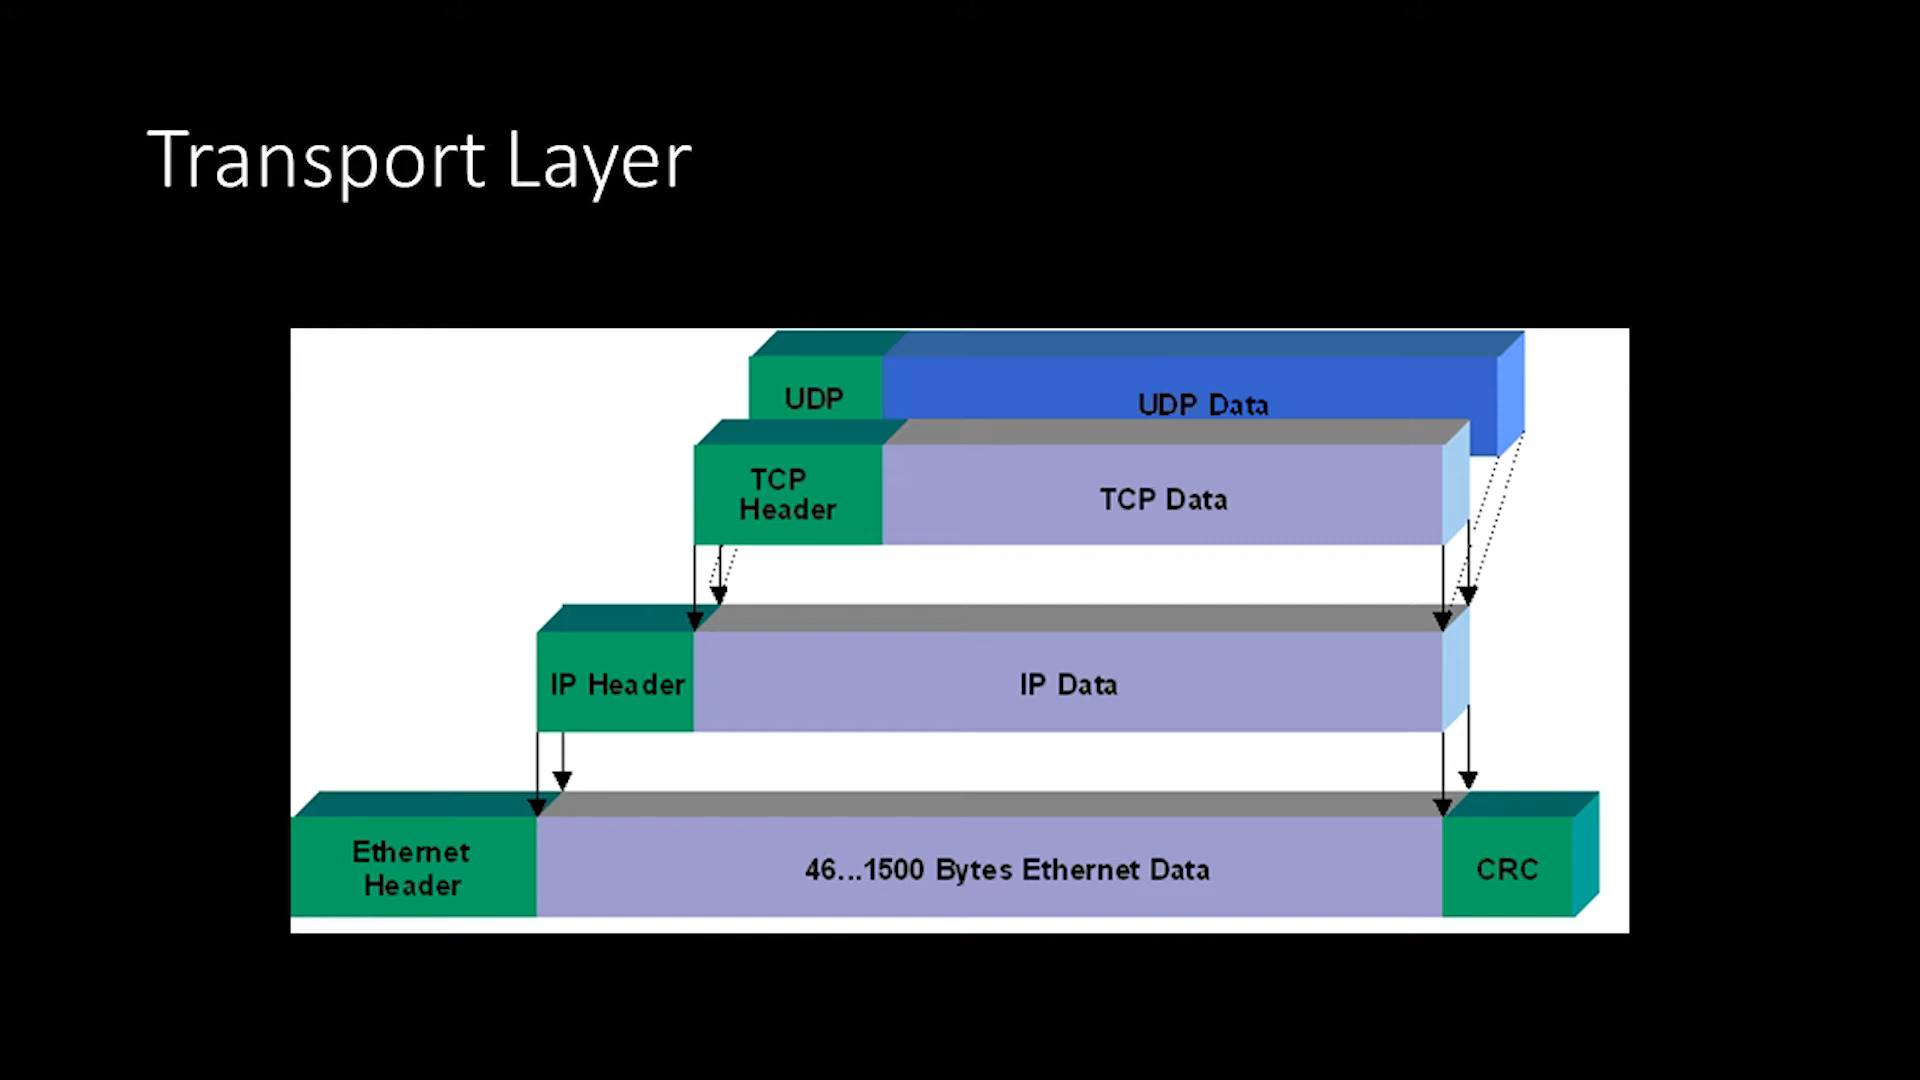 Transport Layer
UDP
UDP Data
TCP
Header
TCP Data
IP Header
IP Data
Ethernet
Header
46...1500 Bytes Ethernet Data
CRC